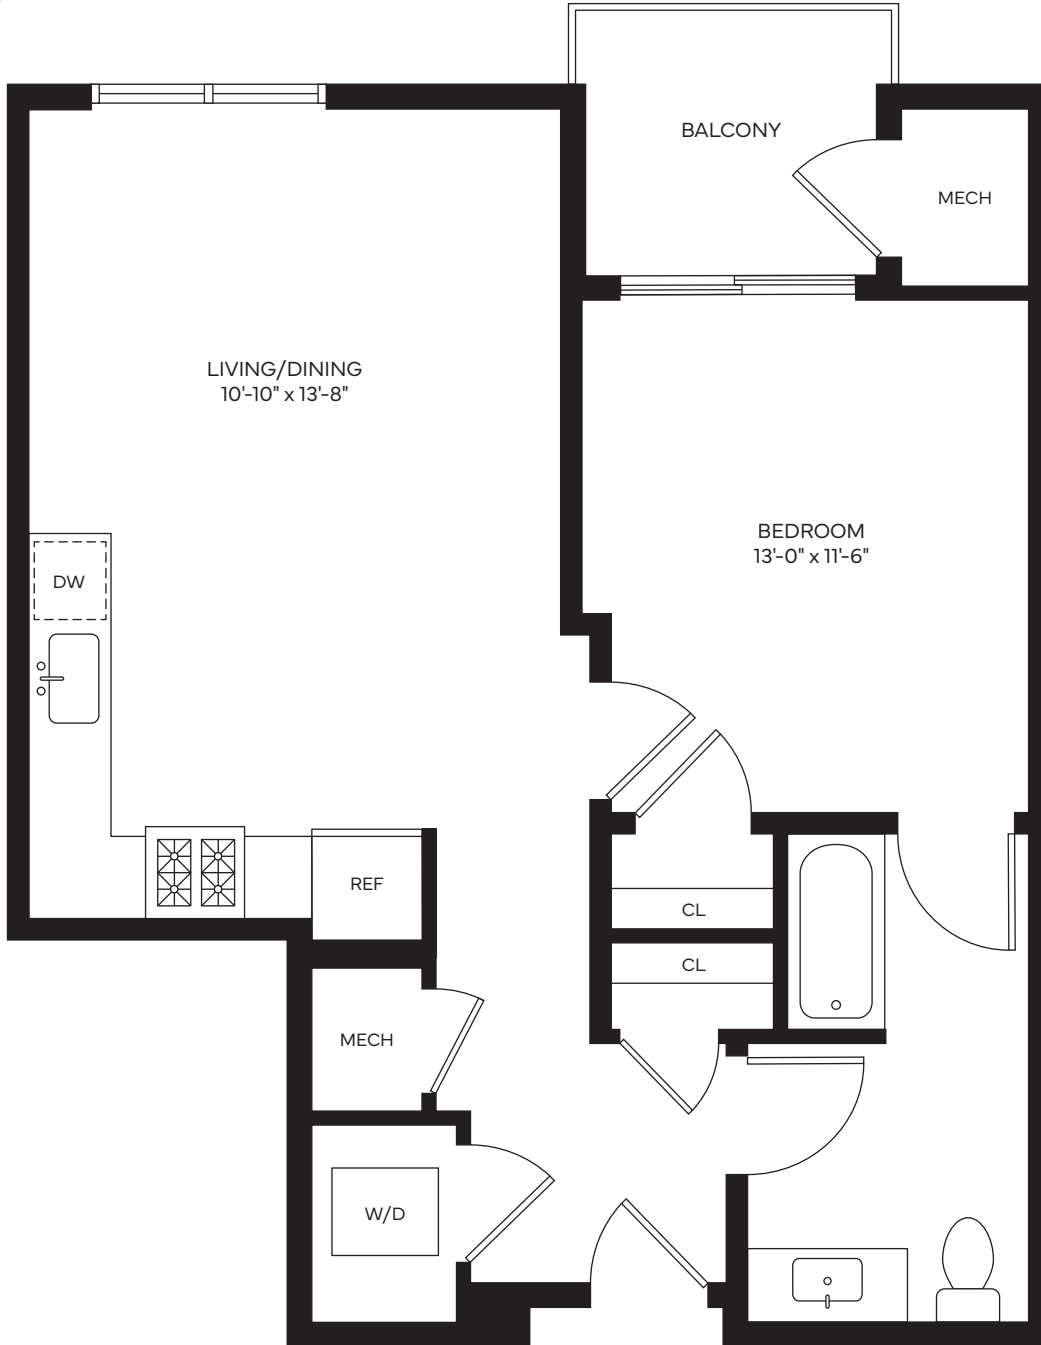 BALCONY
MECH
LIVING/DINING
10'-10" x 13'-8"
BEDROOM
13'-0" x 11'-6"
DW
REF
CL
CL
MECH
W/D